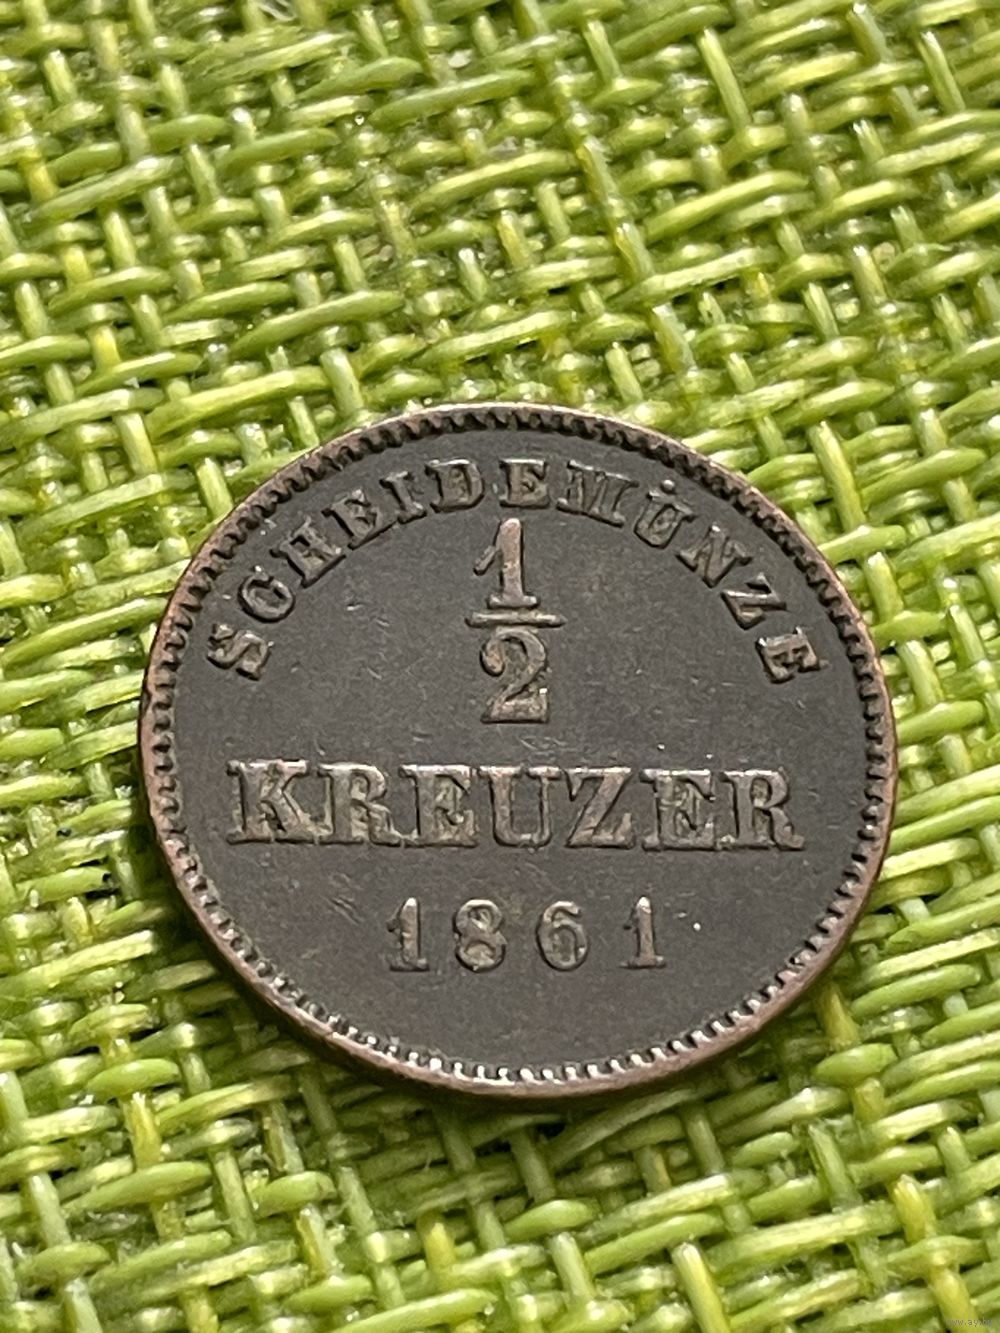 SCHEIDEMÜNZE
1/2
KREUZER
1861